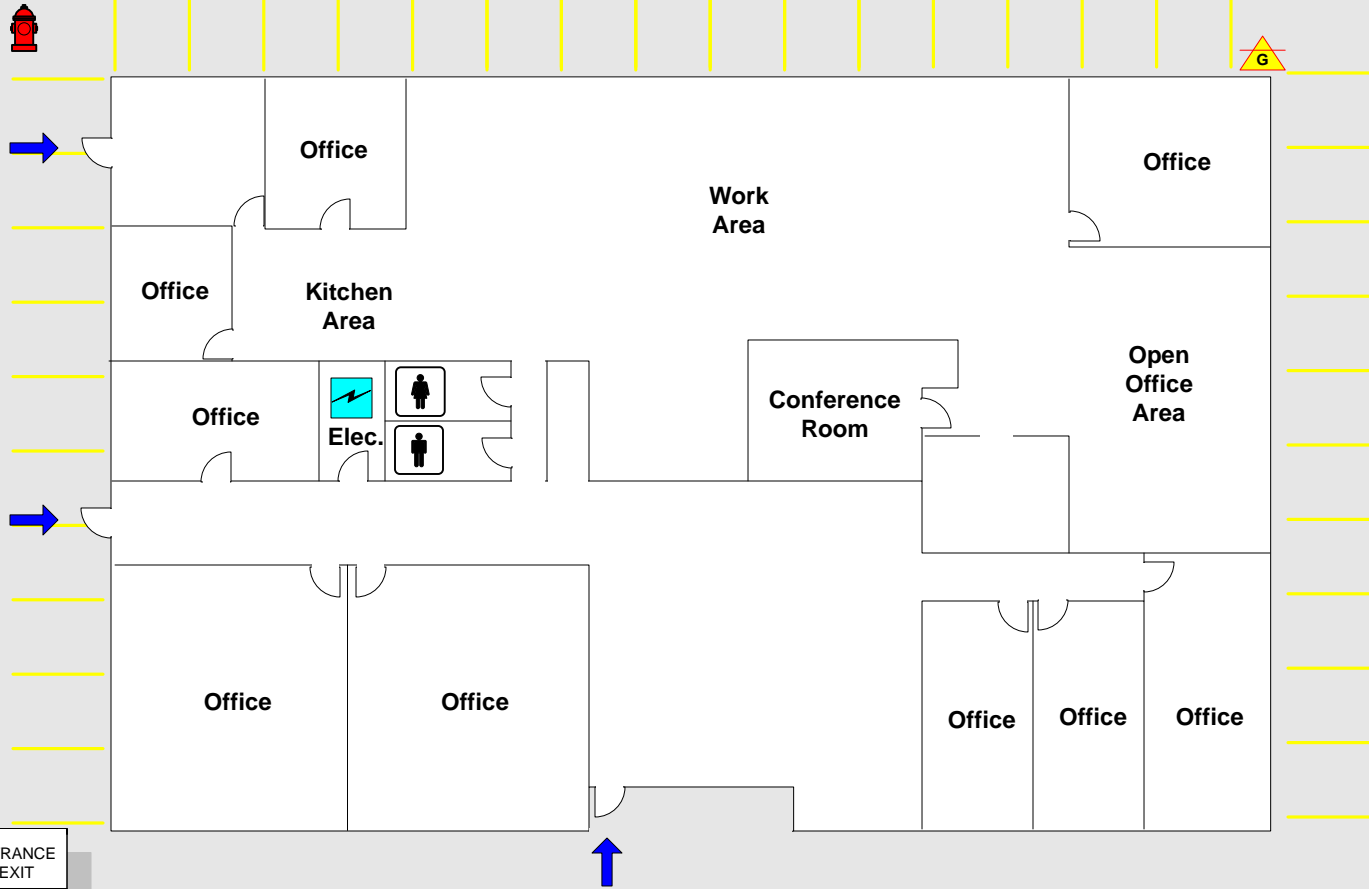 G
Office
Office
Work
Area
Office
Kitchen
Area
Open
Office
Area
Conference
Room
Office
Elec.
Office
Office
Office
Office
Office
RANCE
EXIT